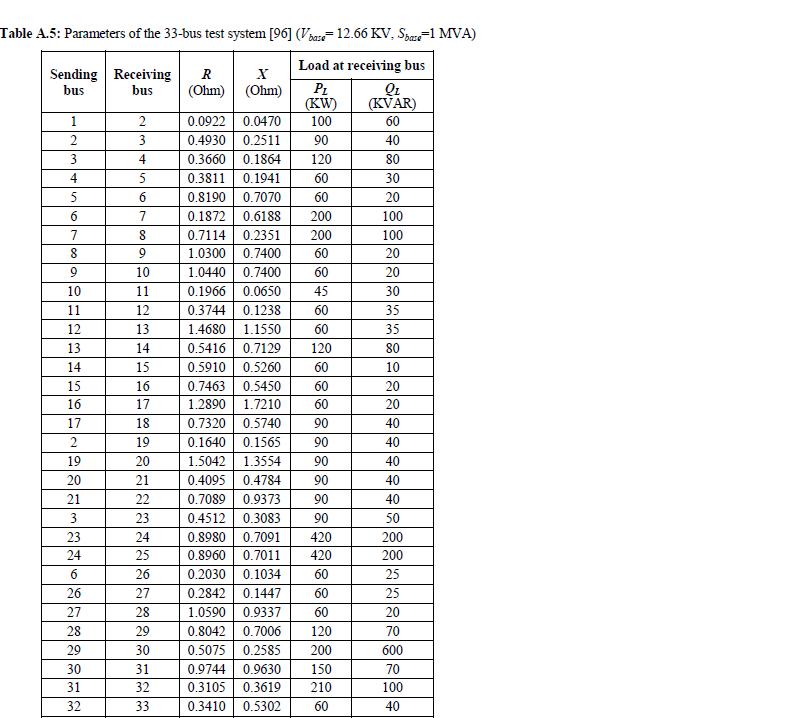 Table A.5: Parameters of the 33-bus test system [96] (Vbase= 12.66 KV, Sbase=1 MVA)
Sending bus Receiving bus R (Ohm) X (Ohm) Load at receiving bus
PL (KW) QL (KVAR)
1 2 0.0922 0.0470 100 60
2 3 0.4930 0.2511 90 40
3 4 0.3660 0.1864 120 80
4 5 0.3811 0.1941 60 30
5 6 0.8190 0.7070 60 20
6 7 0.1872 0.6188 200 100
7 8 0.7114 0.2351 200 100
8 9 1.0300 0.7400 60 20
9 10 1.0440 0.7400 60 20
10 11 0.1966 0.0650 45 30
11 12 0.3744 0.1238 60 35
12 13 1.4680 1.1550 60 35
13 14 0.5416 0.7129 120 80
14 15 0.5910 0.5260 60 10
15 16 0.7463 0.5450 60 20
16 17 1.2890 1.7210 60 20
17 18 0.7320 0.5740 90 40
2 19 0.1640 0.1565 90 40
19 20 1.5042 1.3554 90 40
20 21 0.4095 0.4784 90 40
21 22 0.7089 0.9373 90 40
3 23 0.4512 0.3083 90 50
23 24 0.8980 0.7091 420 200
24 25 0.8960 0.7011 420 200
6 26 0.2030 0.1034 60 25
26 27 0.2842 0.1447 60 25
27 28 1.0590 0.9337 60 20
28 29 0.8042 0.7006 120 70
29 30 0.5075 0.2585 200 600
30 31 0.9744 0.9630 150 70
31 32 0.3105 0.3619 210 100
32 33 0.3410 0.5302 60 40